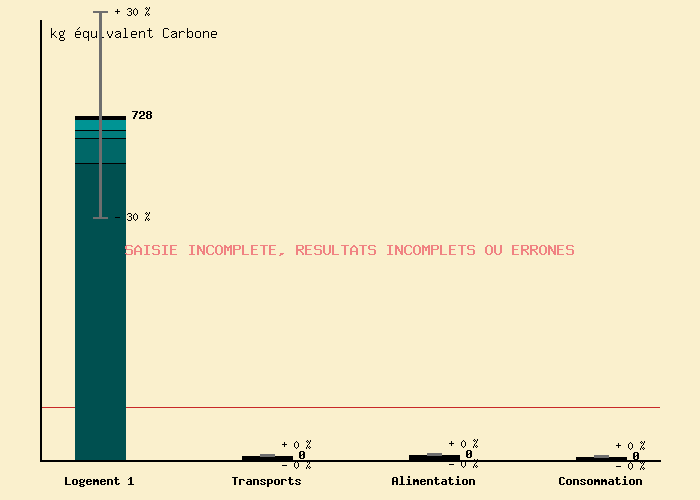 + 30 %
kg équivalent Carbone
728
- 30 %
SAISIE INCOMPLETE, RESULTATS INCOMPLETS OU ERRONES
+ 0 %
0
- 0 %
+ 0 %
0
- 0 %
+ 0 %
0
- 0 %
Logement 1
Transports
Alimentation
Consommation